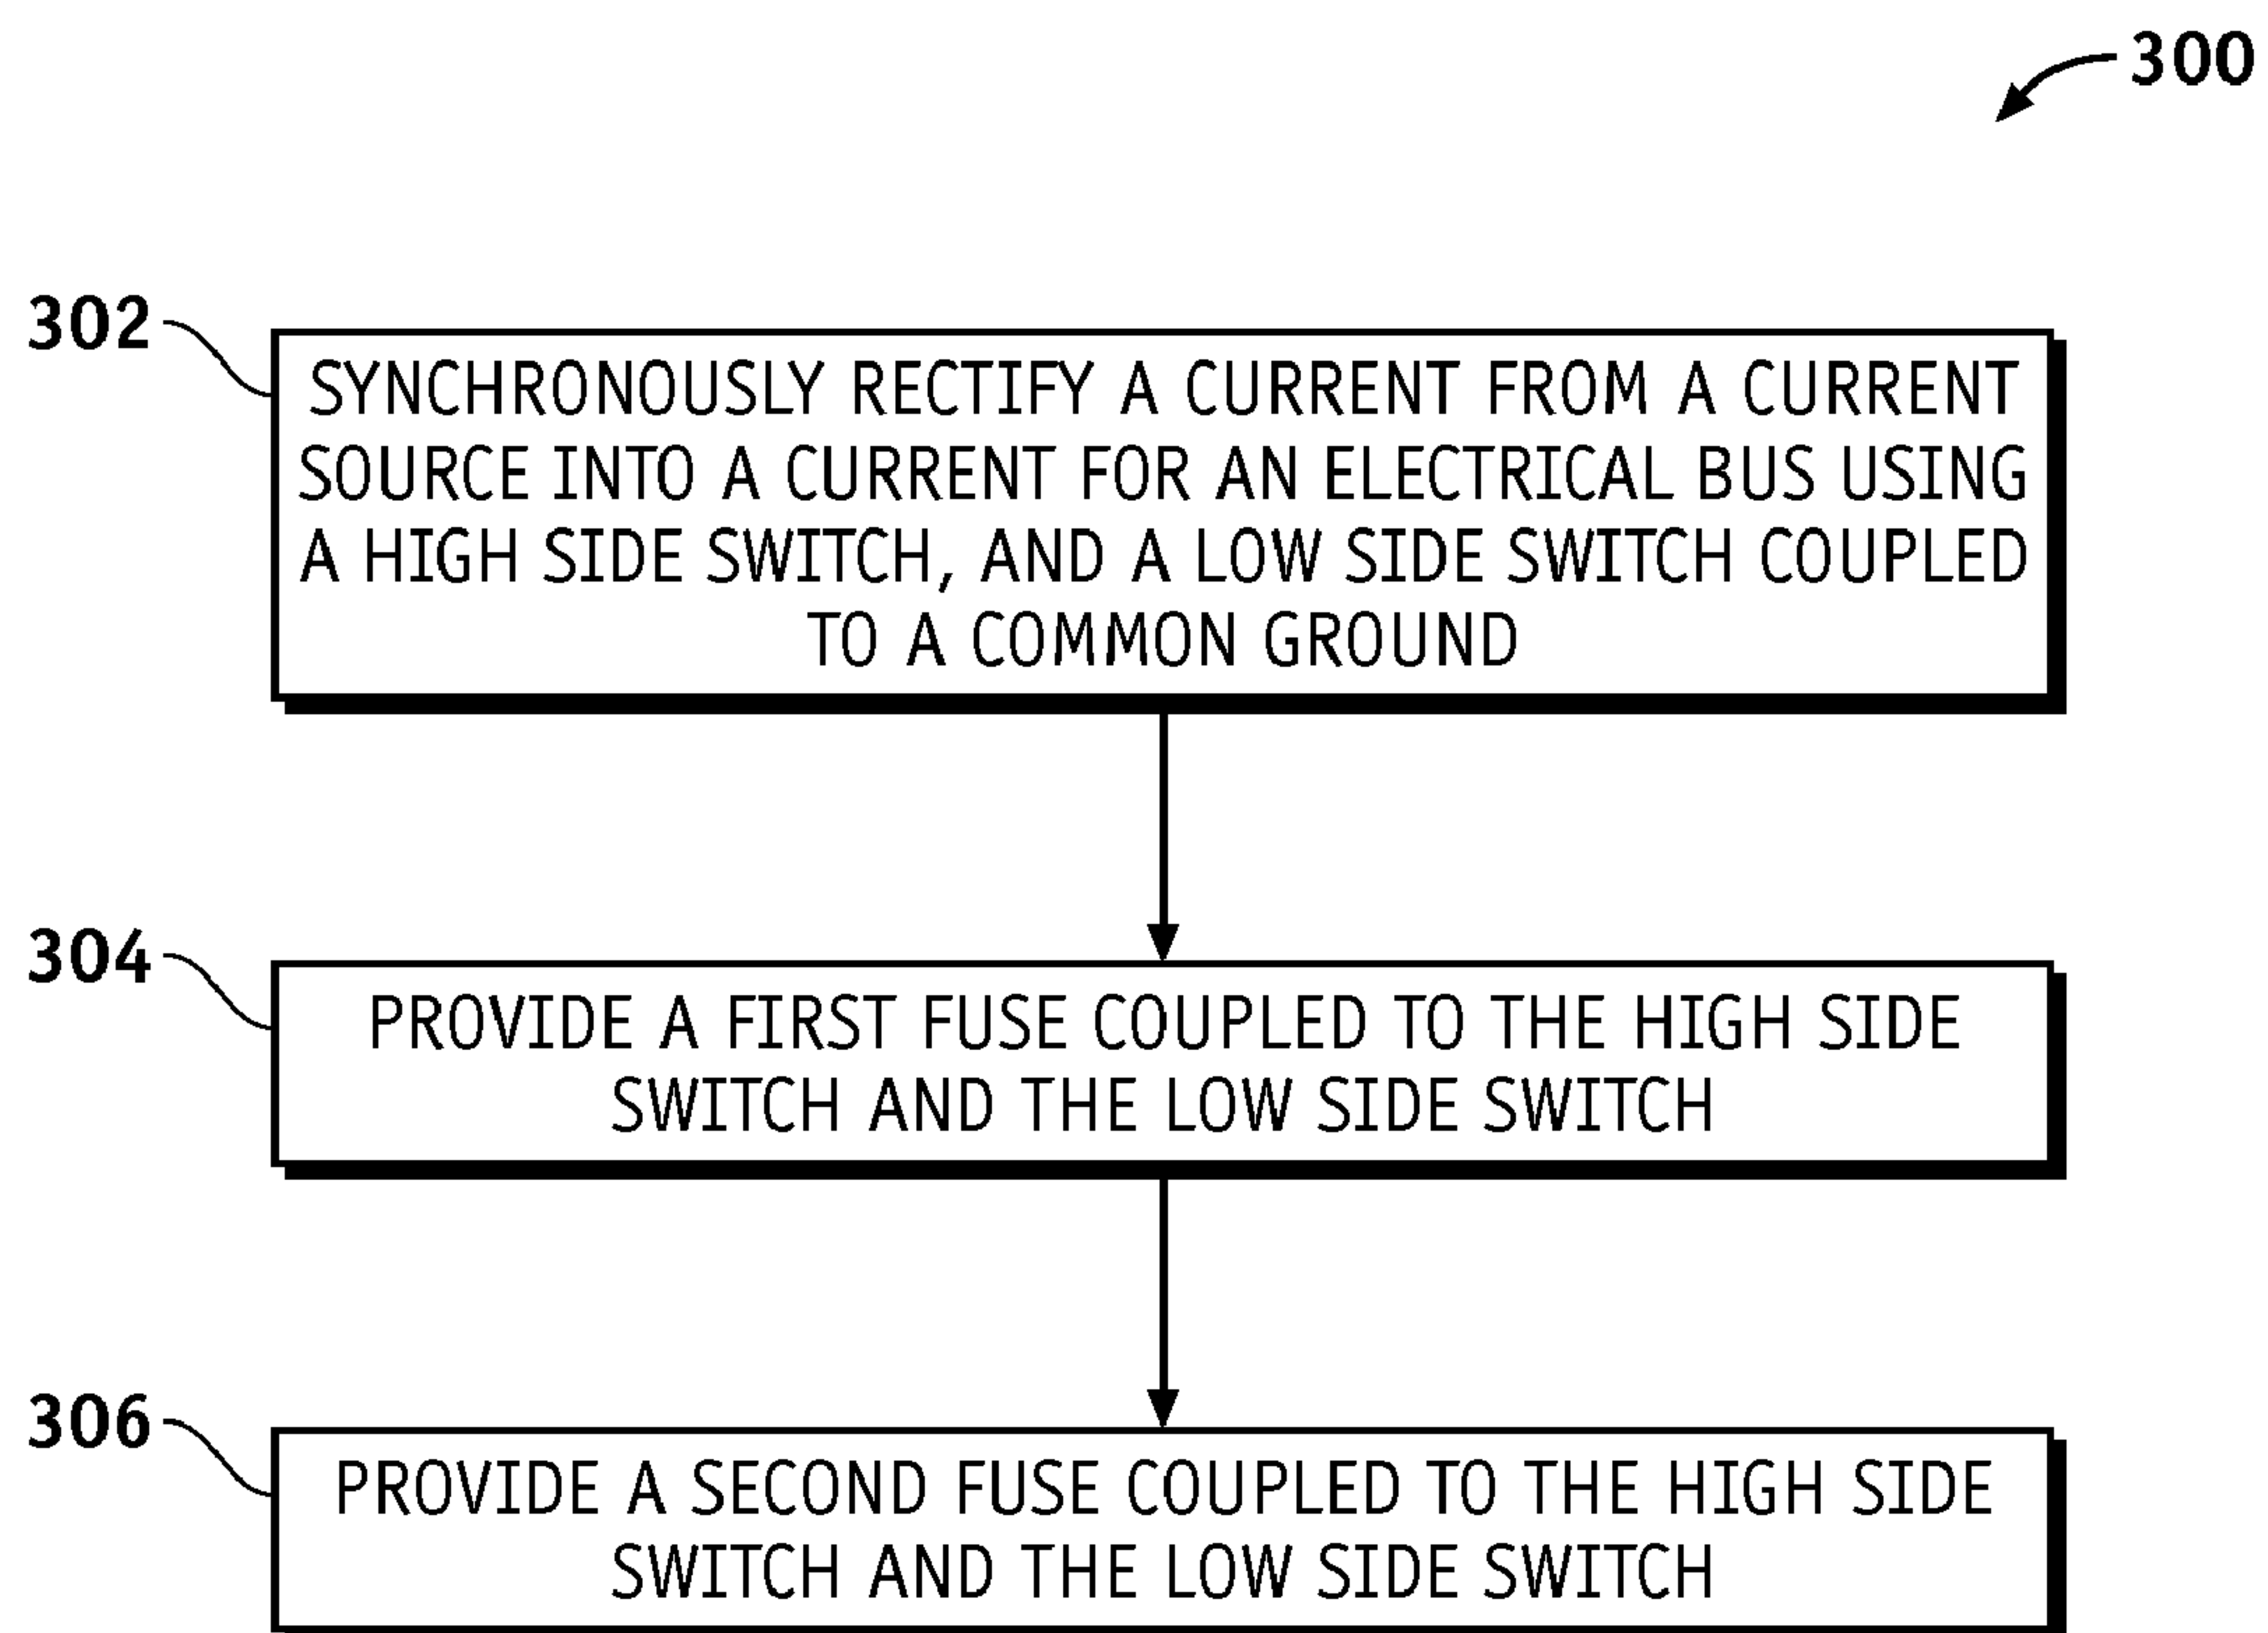 300
302
SYNCHRONOUSLY RECTIFY A CURRENT FROM A CURRENT
SOURCE INTO A CURRENT FOR AN ELECTRICAL BUS USING
A HIGH SIDE SWITCH, AND A LOW SIDE SWITCH COUPLED
TO A COMMON GROUND
304
PROVIDE A FIRST FUSE COUPLED TO THE HIGH SIDE
SWITCH AND THE LOW SIDE SWITCH
306
PROVIDE A SECOND FUSE COUPLED TO THE HIGH SIDE
SWITCH AND THE LOW SIDE SWITCH